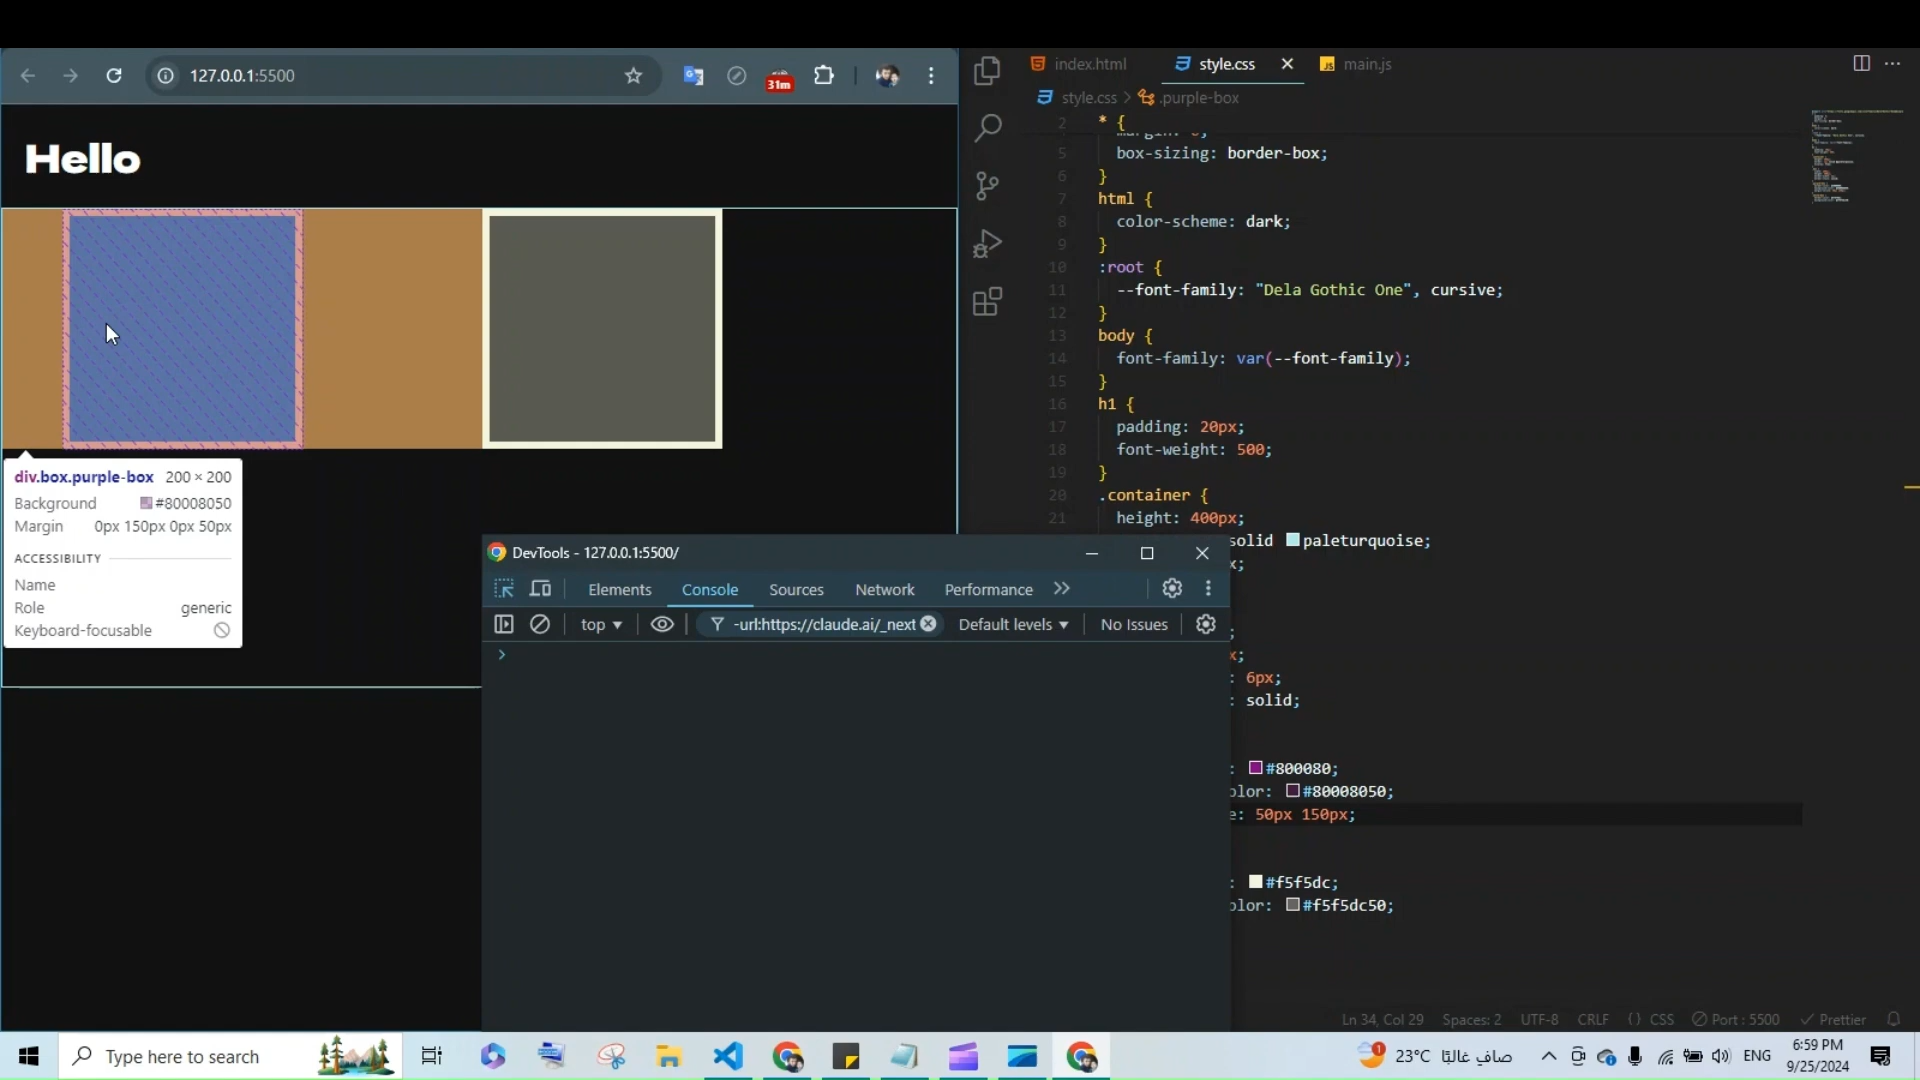 127.0.0.1:5500
31m
Hello
div.box.purple-box 200 × 200
Background #80008050
Margin 0px 150px 0px 50px
ACCESSIBILITY
Name
Role generic
Keyboard-focusable
index.html style.css main.js
style.css > .purple-box
2 * {
5 box-sizing: border-box;
6 }
7 html {
8 color-scheme: dark;
9 }
10 :root {
11 --font-family: "Dela Gothic One", cursive;
12 }
13 body {
14 font-family: var(--font-family);
15 }
16 h1 {
17 padding: 20px;
18 font-weight: 500;
19 }
20 .container {
21 height: 400px;
solid paleturquoise;
x;
;
x;
: 6px;
: solid;
: #800080;
olor: #80008050;
e: 50px 150px;
: #f5f5dc;
olor: #f5f5dc50;
DevTools - 127.0.0.1:5500/
Elements Console Sources Network Performance >>
top Default levels No Issues
-url:https://claude.ai/_next
>
Ln 34, Col 29 Spaces: 2 UTF-8 CRLF {} CSS Port : 5500 Prettier
Type here to search
1 23°C صافٍ غالبًا ENG
6:59 PM
9/25/2024